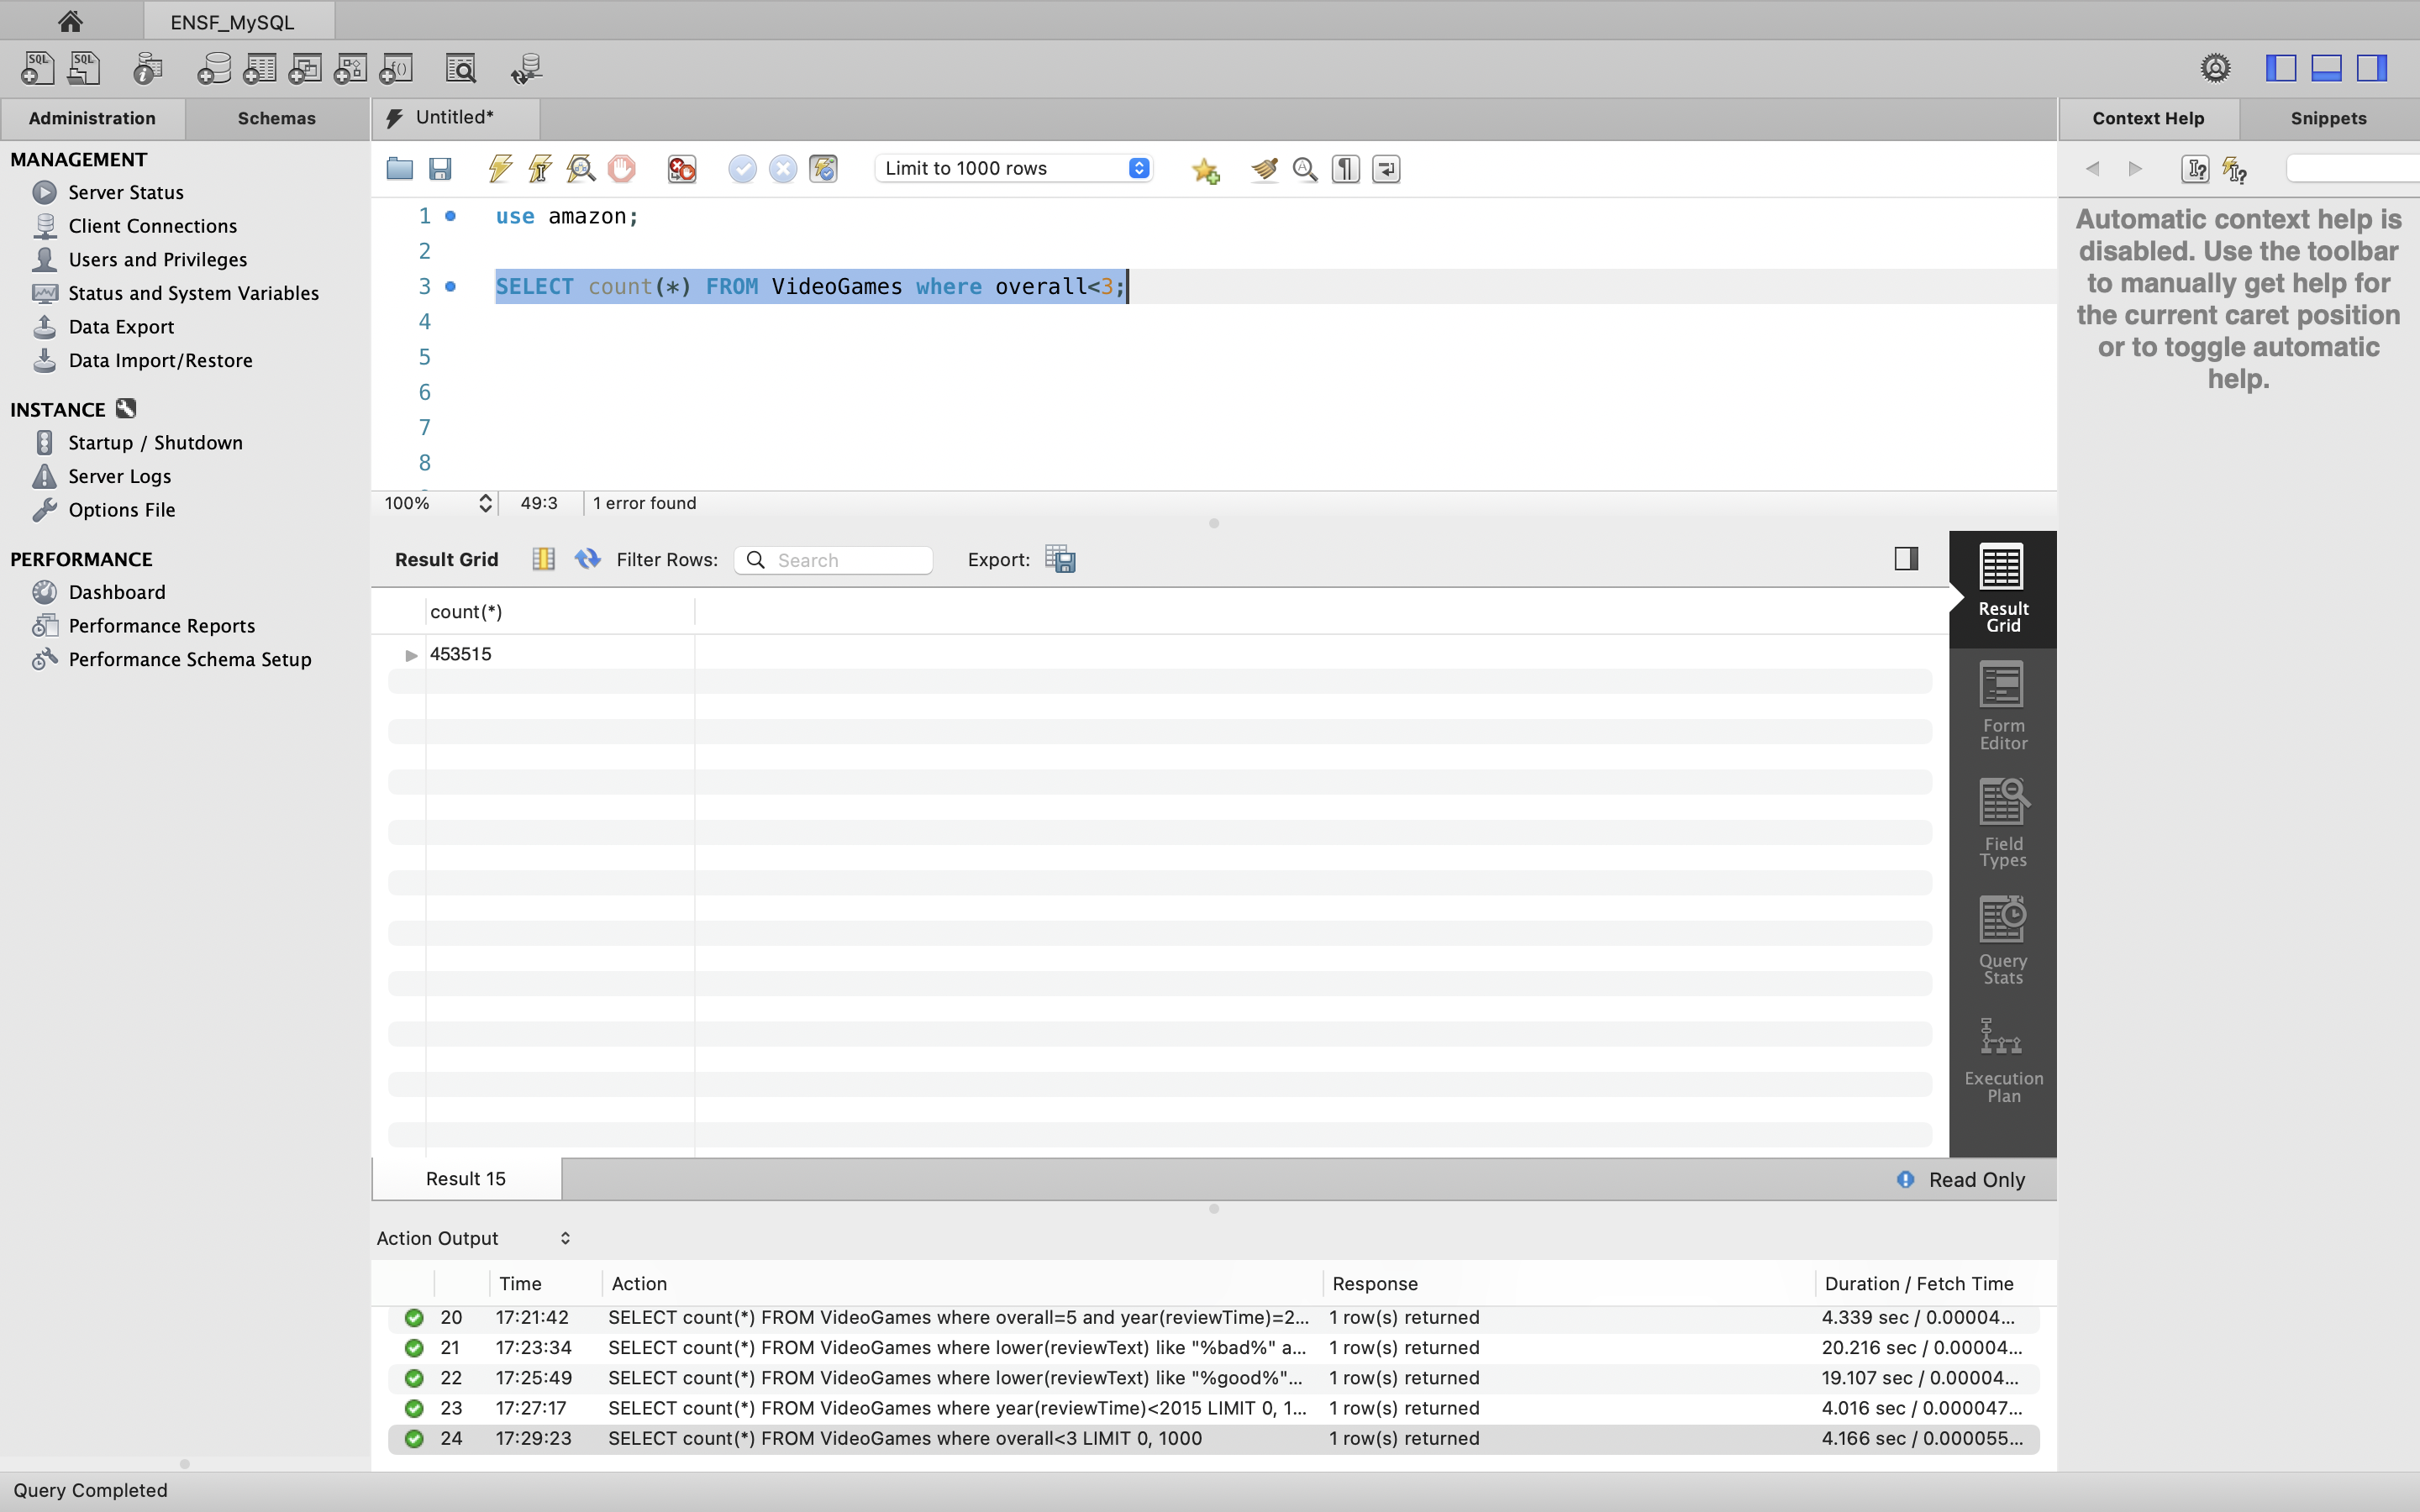 ENSF_MySQL
Administration
Schemas
MANAGEMENT
Server Status
Client Connections
Users and Privileges
Status and System Variables
Data Export
Data Import/Restore
INSTANCE
Startup / Shutdown
Server Logs
Options File
PERFORMANCE
Dashboard
Performance Reports
Performance Schema Setup
Untitled*
Limit to 1000 rows
1 use amazon;
2
3 SELECT count(*) FROM VideoGames where overall<3;
4
5
6
7
8
100% 49:3 1 error found
Result Grid Filter Rows: Search Export:
count(*)
453515
Result Grid
Form Editor
Field Types
Query Stats
Execution Plan
Result 15
Read Only
Action Output
Time Action Response Duration / Fetch Time
20 17:21:42 SELECT count(*) FROM VideoGames where overall=5 and year(reviewTime)=2... 1 row(s) returned 4.339 sec / 0.00004...
21 17:23:34 SELECT count(*) FROM VideoGames where lower(reviewText) like "%bad%" a... 1 row(s) returned 20.216 sec / 0.00004...
22 17:25:49 SELECT count(*) FROM VideoGames where lower(reviewText) like "%good%"... 1 row(s) returned 19.107 sec / 0.00004...
23 17:27:17 SELECT count(*) FROM VideoGames where year(reviewTime)<2015 LIMIT 0, 1... 1 row(s) returned 4.016 sec / 0.000047...
24 17:29:23 SELECT count(*) FROM VideoGames where overall<3 LIMIT 0, 1000 1 row(s) returned 4.166 sec / 0.000055...
Context Help
Snippets
Automatic context help is
disabled. Use the toolbar
to manually get help for
the current caret position
or to toggle automatic
help.
Query Completed